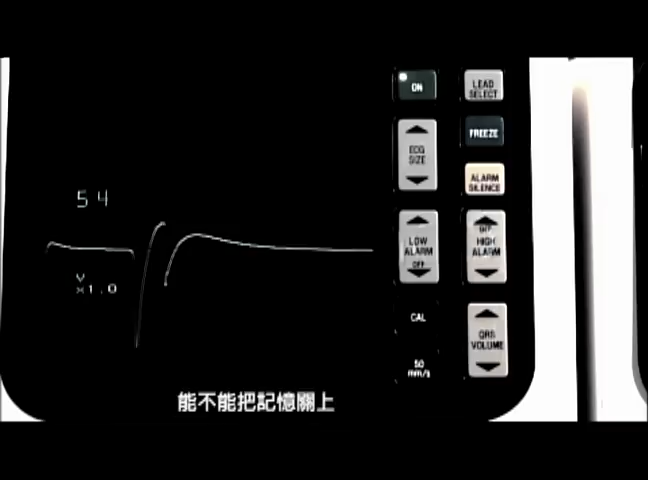 ON
LEAD
SELECT
ECG
SIZE
FREEZE
ALARM
SILENCE
54
LOW
ALARM
OFF
OFF
HIGH
ALARM
V
X1.0
CAL
QRS
VOLUME
50
mm/s
能不能把記憶關上